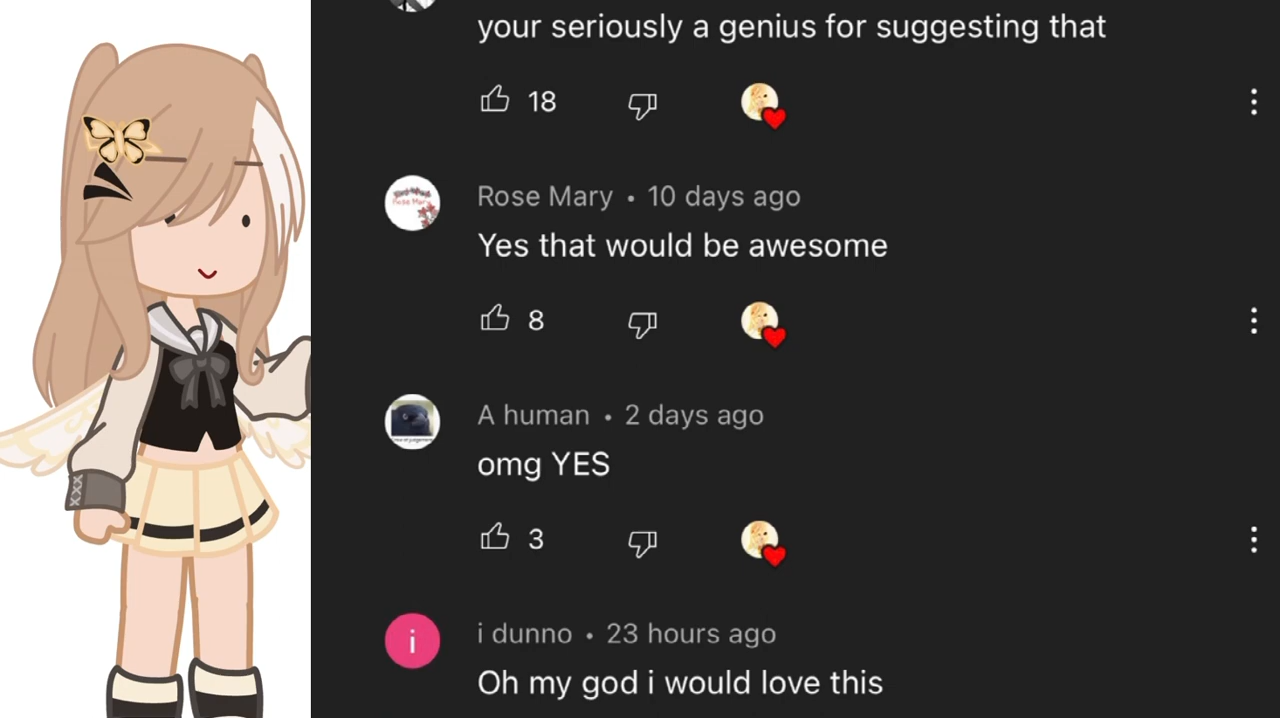 your seriously a genius for suggesting that
18
Rose Mary • 10 days ago
Yes that would be awesome
8
A human • 2 days ago
omg YES
3
i
i dunno • 23 hours ago
Oh my god i would love this